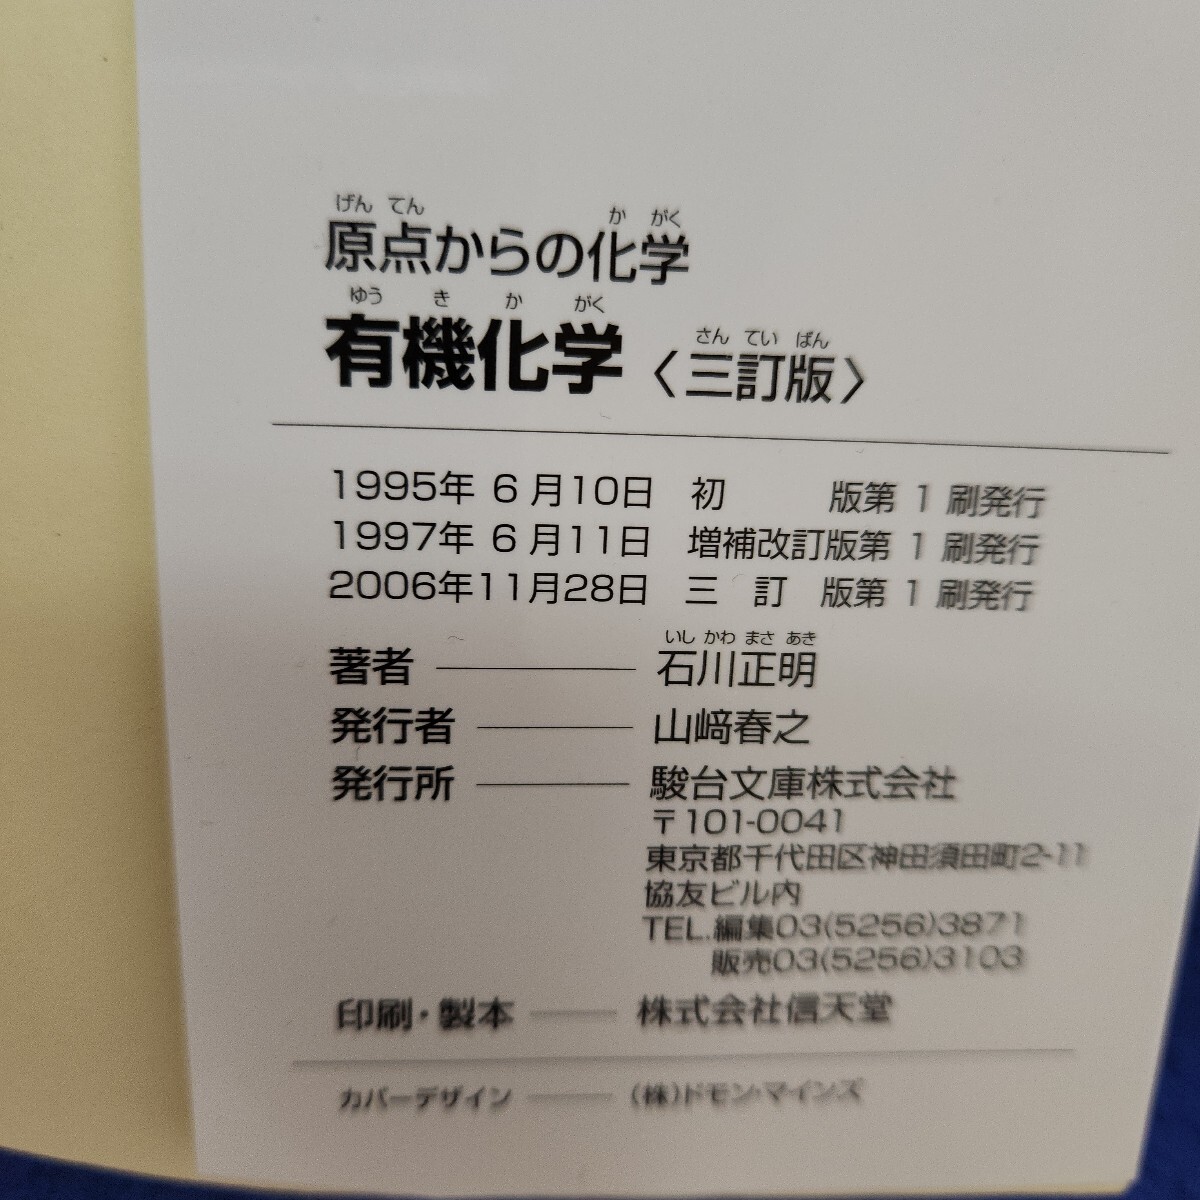 げん てん か がく
原点からの化学
ゆう き か がく
有機化学
さん てい ばん
〈三訂版〉
1995年 6 月10日 初 版第 1 刷発行
1997年 6 月11日 増補改訂版第 1 刷発行
2006年11月28日 三 訂 版第 1 刷発行
いし かわ まさ あき
著者 石川正明
発行者 山﨑春之
発行所 駿台文庫株式会社
〒101-0041
東京都千代田区神田須田町2-11
協友ビル内
TEL.編集03(5256)3871
販売03(5256)3103
印刷・製本 株式会社信天堂
カバーデザイン (株)ドモン・マインズ